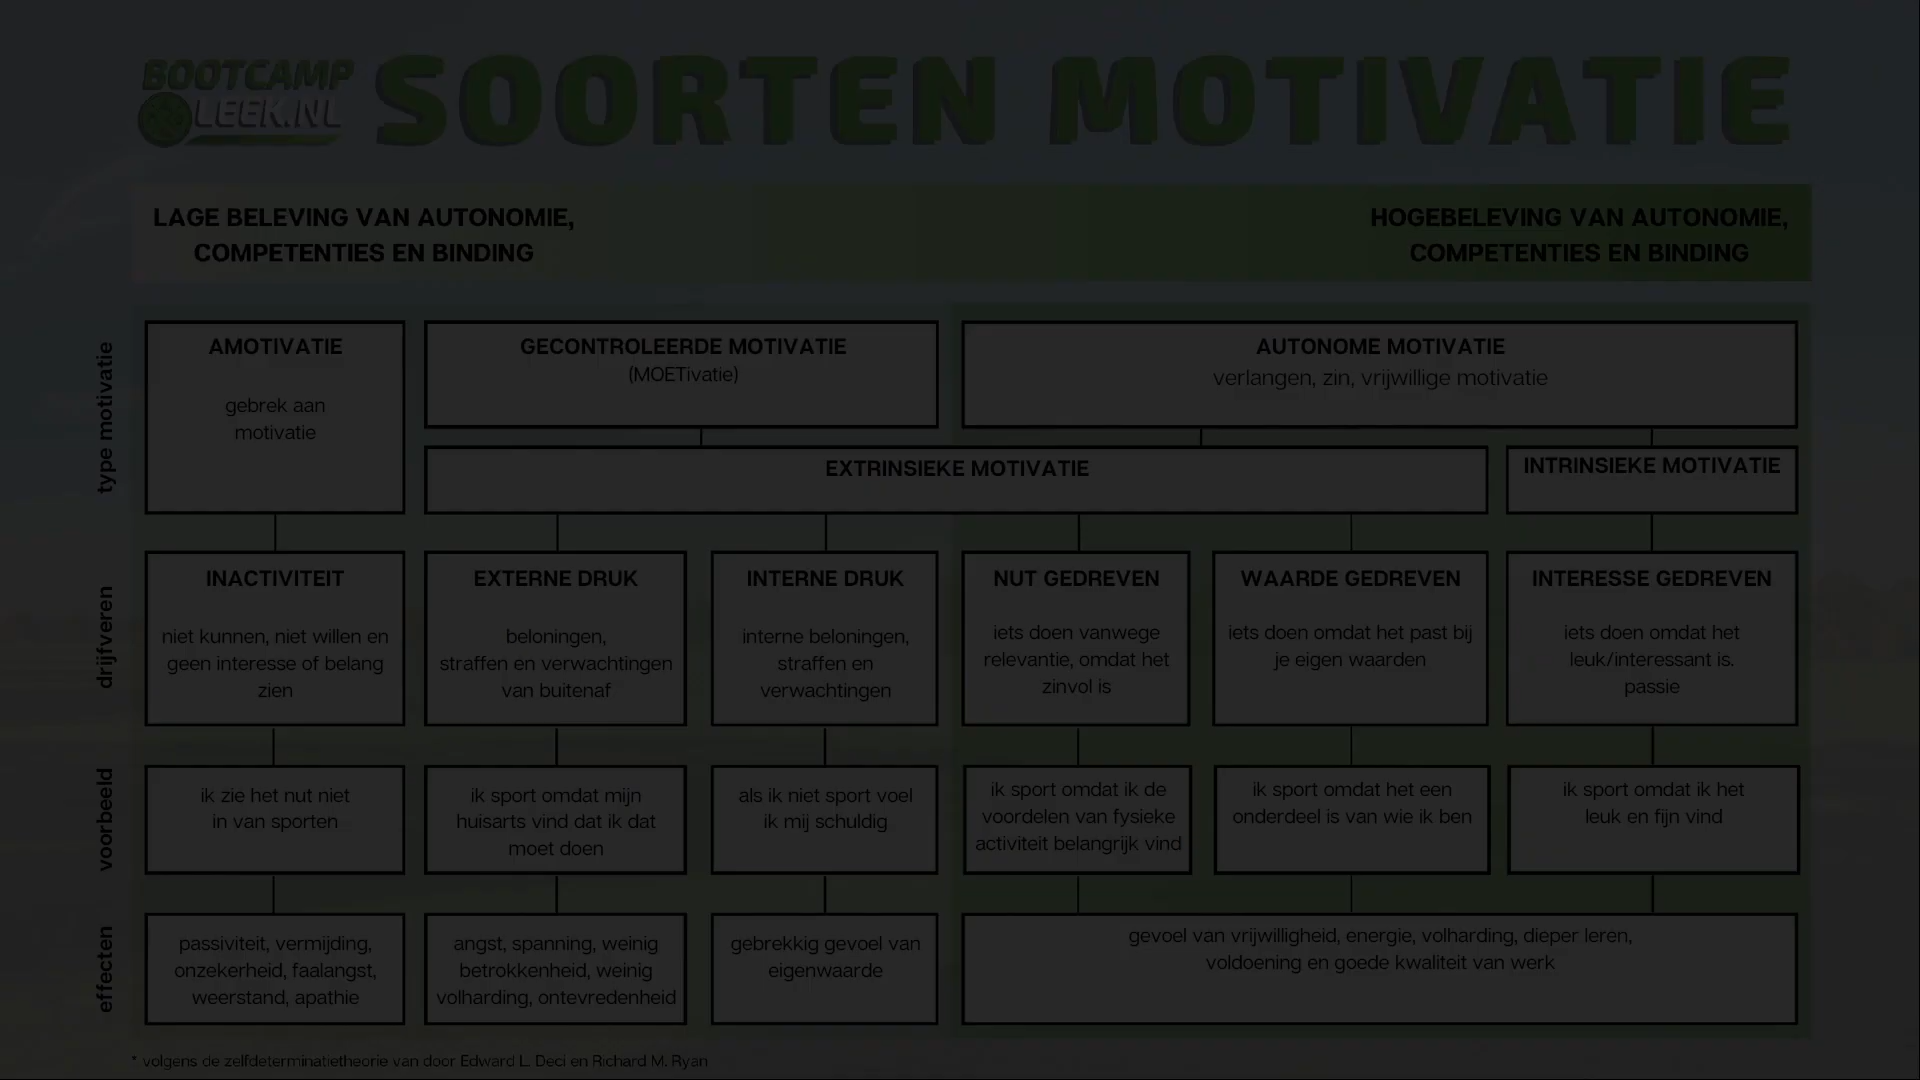 BOOTCAMP
LEEK.NL
SOORTEN MOTIVATIE
LAGE BELEVING VAN AUTONOMIE,
COMPETENTIES EN BINDING
HOGEBELEVING VAN AUTONOMIE,
COMPETENTIES EN BINDING
type motivatie
AMOTIVATIE
gebrek aan
motivatie
GECONTROLEERDE MOTIVATIE
(MOETivatie)
AUTONOME MOTIVATIE
verlangen, zin, vrijwillige motivatie
EXTRINSIEKE MOTIVATIE
INTRINSIEKE MOTIVATIE
drijfveren
INACTIVITEIT
niet kunnen, niet willen en
geen interesse of belang
zien
EXTERNE DRUK
beloningen,
straffen en verwachtingen
van buitenaf
INTERNE DRUK
interne beloningen,
straffen en
verwachtingen
NUT GEDREVEN
iets doen vanwege
relevantie, omdat het
zinvol is
WAARDE GEDREVEN
iets doen omdat het past bij
je eigen waarden
INTERESSE GEDREVEN
iets doen omdat het
leuk/interessant is.
passie
voorbeeld
ik zie het nut niet
in van sporten
ik sport omdat mijn
huisarts vind dat ik dat
moet doen
als ik niet sport voel
ik mij schuldig
ik sport omdat ik de
voordelen van fysieke
activiteit belangrijk vind
ik sport omdat het een
onderdeel is van wie ik ben
ik sport omdat ik het
leuk en fijn vind
effecten
passiviteit, vermijding,
onzekerheid, faalangst,
weerstand, apathie
angst, spanning, weinig
betrokkenheid, weinig
volharding, ontevredenheid
gebrekkig gevoel van
eigenwaarde
gevoel van vrijwilligheid, energie, volharding, dieper leren,
voldoening en goede kwaliteit van werk
* volgens de zelfdeterminatietheorie van door Edward L. Deci en Richard M. Ryan